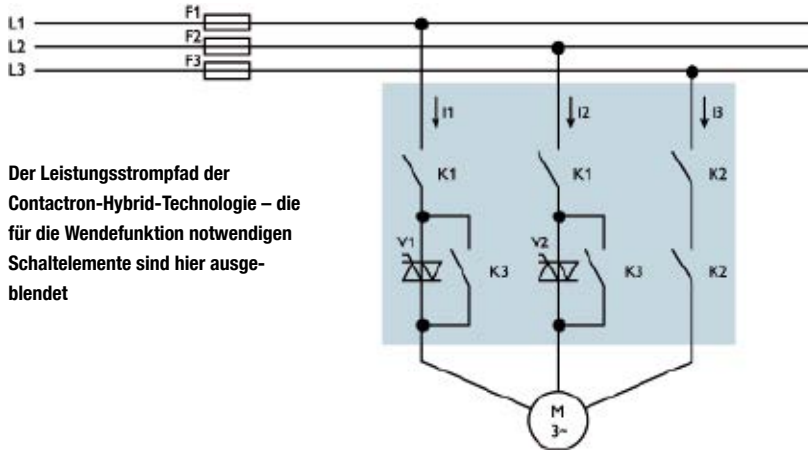 L1
F1
L2
F2
L3
F3
I1
I2
I3
Der Leistungsstrompfad der
Contactron-Hybrid-Technologie – die
für die Wendefunktion notwendigen
Schaltelemente sind hier ausge-
blendet
K1
K1
K2
V1
K3
V2
K3
K2
M
3~